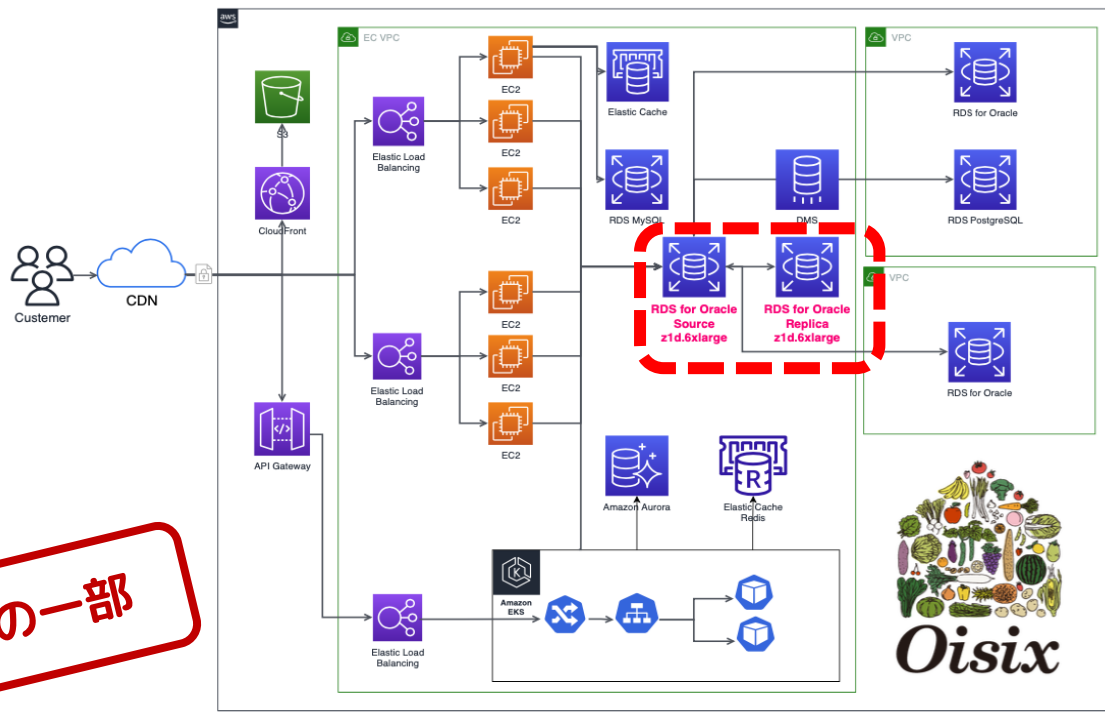 aws
EC VPC
VPC
EC2
Elastic Cache
RDS for Oracle
S3
Elastic Load
Balancing
EC2
EC2
RDS MySQL
DMS
RDS PostgreSQL
CloudFront
CDN
Custemer
RDS for Oracle
Source
z1d.6xlarge
RDS for Oracle
Replica
z1d.6xlarge
VPC
EC2
Elastic Load
Balancing
EC2
RDS for Oracle
EC2
API Gateway
Amazon Aurora
R
Elastic Cache
Redis
の一部
K
Amazon
EKS
Elastic Load
Balancing
Oisix